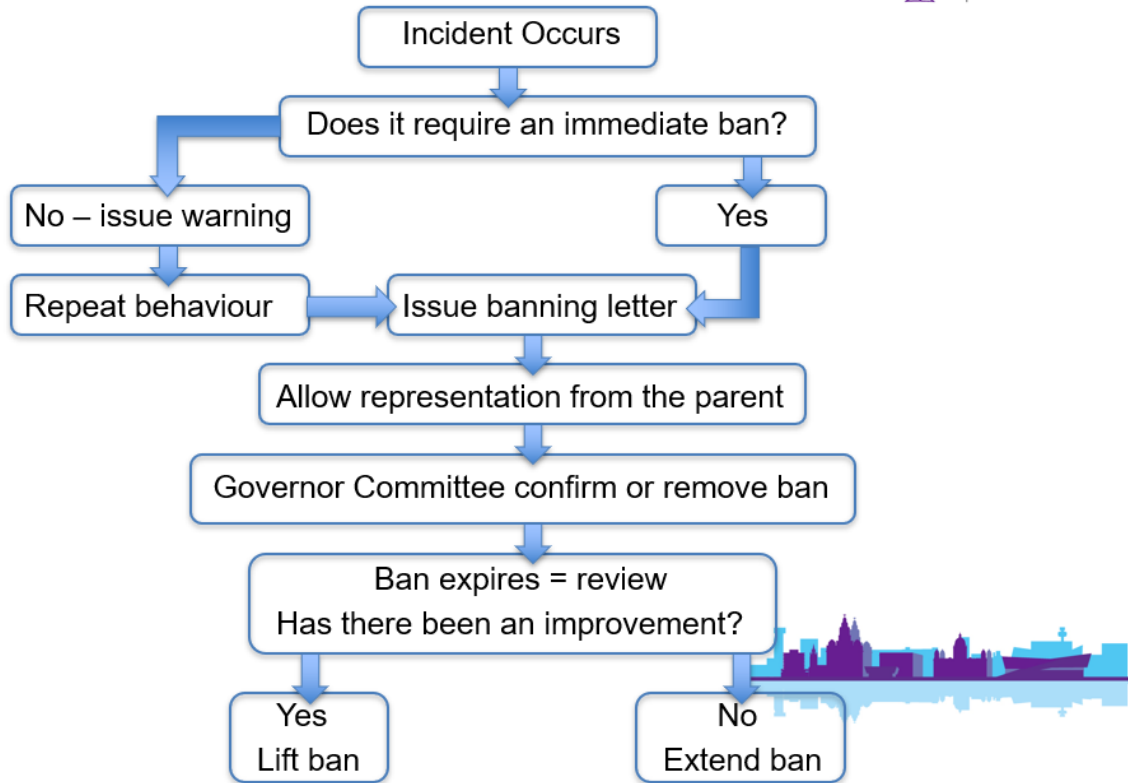 Incident Occurs
Does it require an immediate ban?
No – issue warning
Yes
Repeat behaviour
Issue banning letter
Allow representation from the parent
Governor Committee confirm or remove ban
Ban expires = review
Has there been an improvement?
Yes
Lift ban
No
Extend ban